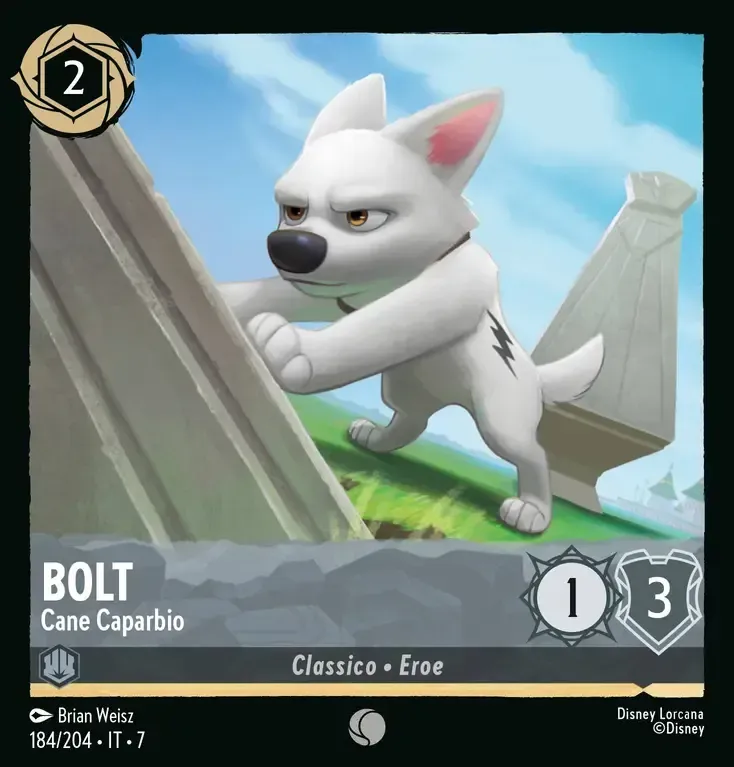 2
BOLT
Cane Caparbio
1
3
Classico • Eroe
Brian Weisz
184/204 • IT • 7
Disney Lorcana
©Disney